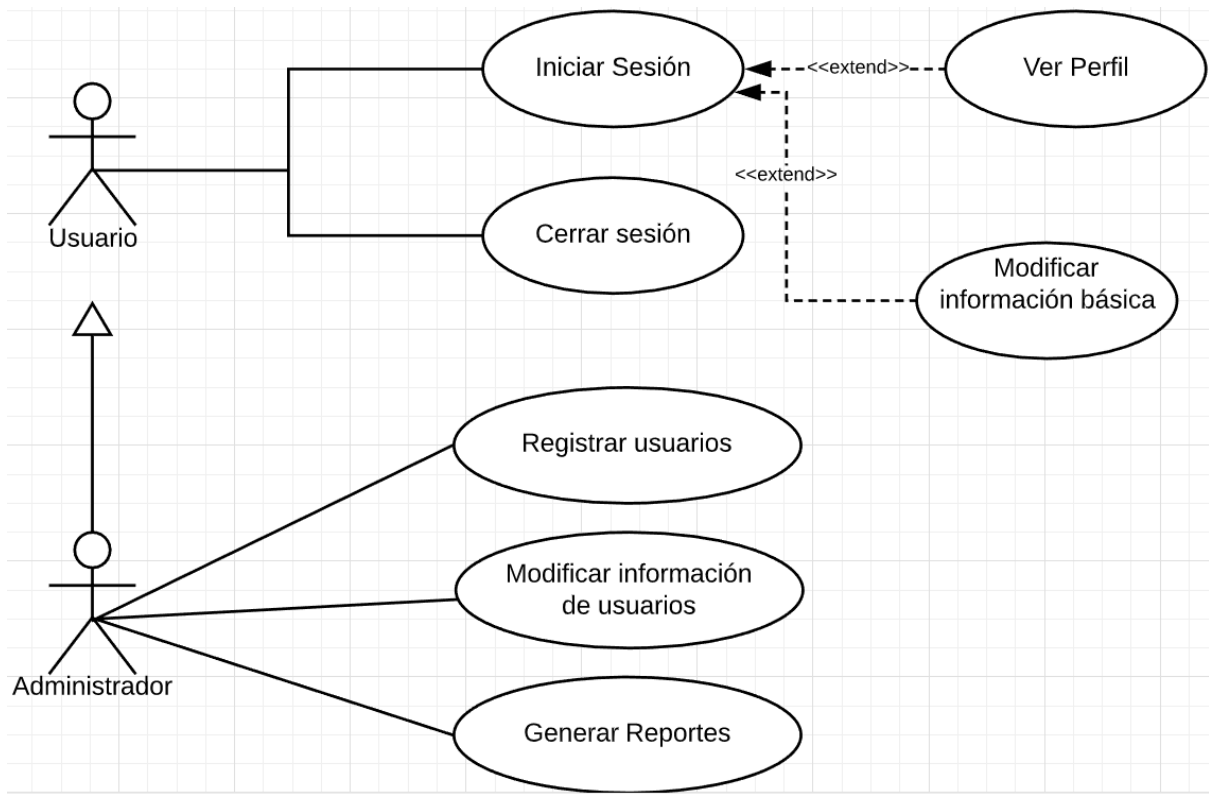 Iniciar Sesión
<<extend>>
Ver Perfil
<<extend>>
Usuario
Cerrar sesión
Modificar
información básica
Registrar usuarios
Modificar información
de usuarios
Administrador
Generar Reportes